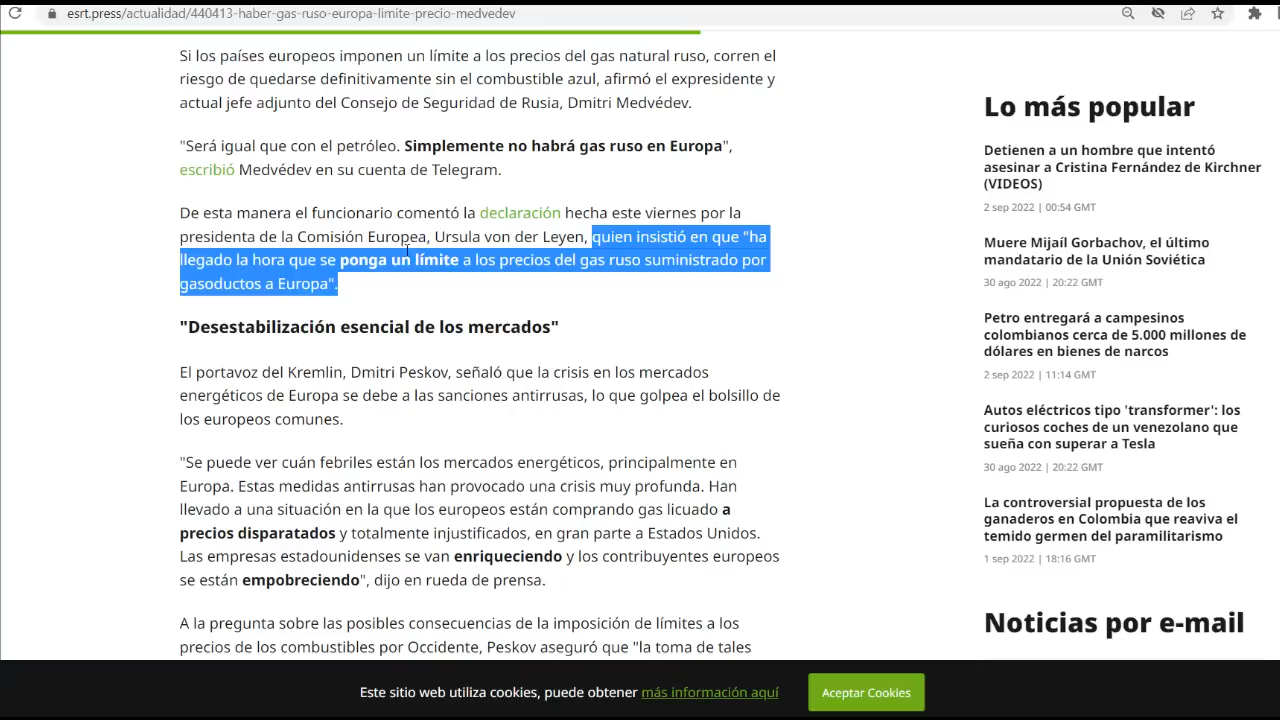 esrt.press/actualidad/440413-haber-gas-ruso-europa-limite-precio-medvedev
Si los países europeos imponen un límite a los precios del gas natural ruso, corren el
riesgo de quedarse definitivamente sin el combustible azul, afirmó el expresidente y
actual jefe adjunto del Consejo de Seguridad de Rusia, Dmitri Medvédev.
"Será igual que con el petróleo. Simplemente no habrá gas ruso en Europa",
escribió Medvédev en su cuenta de Telegram.
De esta manera el funcionario comentó la declaración hecha este viernes por la
presidenta de la Comisión Europea, Ursula von der Leyen, quien insistió en que "ha
llegado la hora que se ponga un límite a los precios del gas ruso suministrado por
gasoductos a Europa".
"Desestabilización esencial de los mercados"
El portavoz del Kremlin, Dmitri Peskov, señaló que la crisis en los mercados
energéticos de Europa se debe a las sanciones antirrusas, lo que golpea el bolsillo de
los europeos comunes.
"Se puede ver cuán febriles están los mercados energéticos, principalmente en
Europa. Estas medidas antirrusas han provocado una crisis muy profunda. Han
llevado a una situación en la que los europeos están comprando gas licuado a
precios disparatados y totalmente injustificados, en gran parte a Estados Unidos.
Las empresas estadounidenses se van enriqueciendo y los contribuyentes europeos
se están empobreciendo", dijo en rueda de prensa.
A la pregunta sobre las posibles consecuencias de la imposición de límites a los
precios de los combustibles por Occidente, Peskov aseguró que "la toma de tales
Lo más popular
Detienen a un hombre que intentó
asesinar a Cristina Fernández de Kirchner
(VIDEOS)
2 sep 2022 | 00:54 GMT
Muere Mijaíl Gorbachov, el último
mandatario de la Unión Soviética
30 ago 2022 | 20:22 GMT
Petro entregará a campesinos
colombianos cerca de 5.000 millones de
dólares en bienes de narcos
2 sep 2022 | 11:14 GMT
Autos eléctricos tipo 'transformer': los
curiosos coches de un venezolano que
sueña con superar a Tesla
30 ago 2022 | 20:22 GMT
La controversial propuesta de los
ganaderos en Colombia que reaviva el
temido germen del paramilitarismo
1 sep 2022 | 18:16 GMT
Noticias por e-mail
Este sitio web utiliza cookies, puede obtener más información aquí
Aceptar Cookies